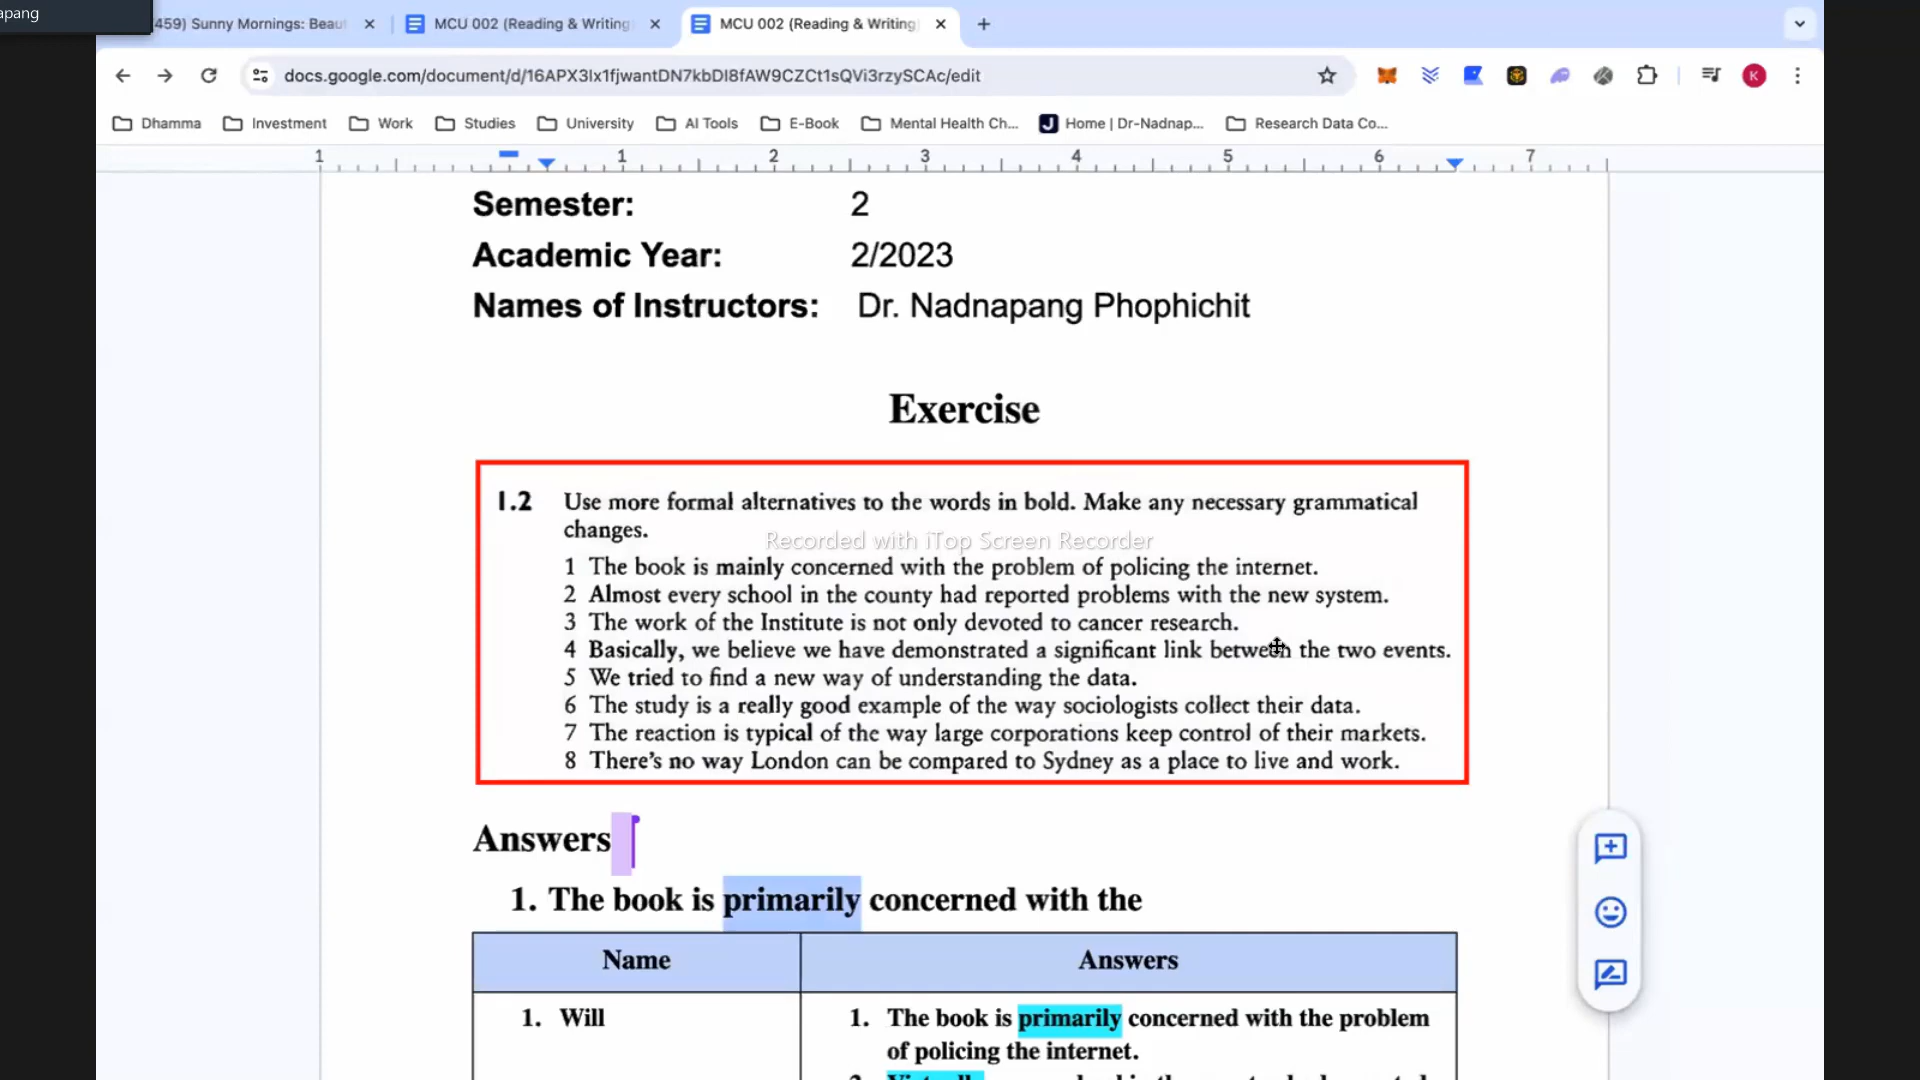 apang
459) Sunny Mornings: Beau
MCU 002 (Reading & Writing
MCU 002 (Reading & Writing
docs.google.com/document/d/16APX3lx1fjwantDN7kbDI8fAW9CZCt1sQVi3rzySCAc/edit
K
Dhamma
Investment
Work
Studies
University
AI Tools
E-Book
Mental Health Ch...
Home | Dr-Nadnap...
Research Data Co...
1 1 2 3 4 5 6 7
Semester: 2
Academic Year: 2/2023
Names of Instructors: Dr. Nadnapang Phophichit
Exercise
1.2 Use more formal alternatives to the words in bold. Make any necessary grammatical
changes.
Recorded with iTop Screen Recorder
1 The book is mainly concerned with the problem of policing the internet.
2 Almost every school in the county had reported problems with the new system.
3 The work of the Institute is not only devoted to cancer research.
4 Basically, we believe we have demonstrated a significant link between the two events.
5 We tried to find a new way of understanding the data.
6 The study is a really good example of the way sociologists collect their data.
7 The reaction is typical of the way large corporations keep control of their markets.
8 There's no way London can be compared to Sydney as a place to live and work.
Answers
1. The book is primarily concerned with the
Name Answers
1. Will 1. The book is primarily concerned with the problem
of policing the internet.